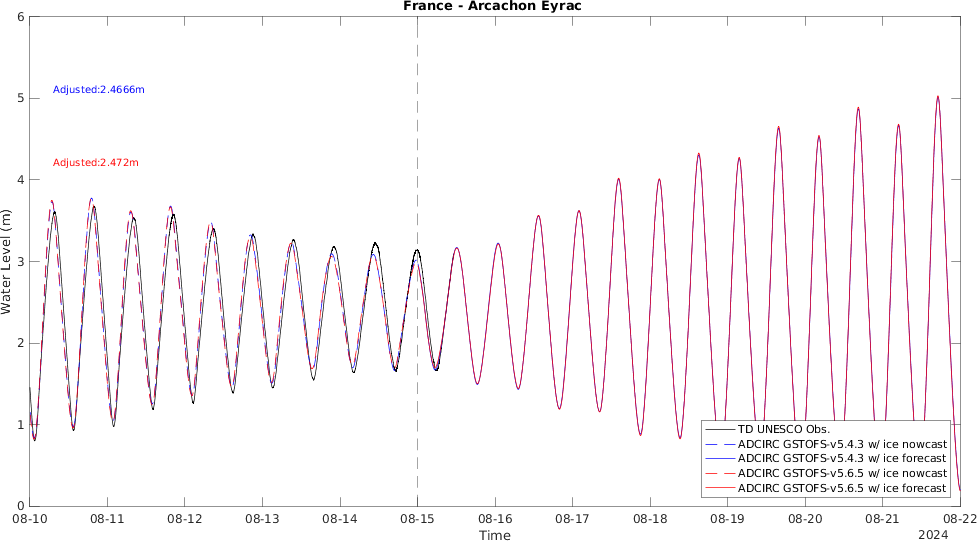 France - Arcachon Eyrac
6
5
4
3
2
1
0
Water Level (m)
Adjusted:2.4666m
Adjusted:2.472m
TD UNESCO Obs.
ADCIRC GSTOFS-v5.4.3 w/ ice nowcast
ADCIRC GSTOFS-v5.4.3 w/ ice forecast
ADCIRC GSTOFS-v5.6.5 w/ ice nowcast
ADCIRC GSTOFS-v5.6.5 w/ ice forecast
08-10 08-11 08-12 08-13 08-14 08-15 08-16 08-17 08-18 08-19 08-20 08-21 08-22
Time
2024